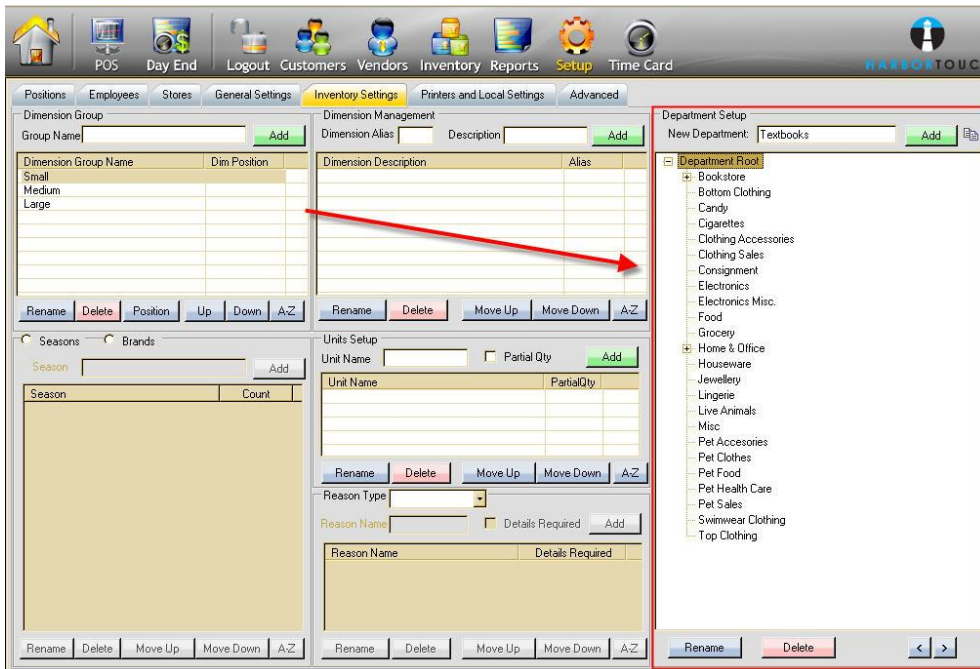 POS Day End Logout Customers Vendors Inventory Reports Setup Time Card
HARBORTOUC
Positions Employees Stores General Settings Inventory Settings Printers and Local Settings Advanced
Dimension Group
Group Name Add
Dimension Group Name Dim Position
Small
Medium
Large
Rename Delete Position Up Down A-Z
Dimension Management
Dimension Alias Description Add
Dimension Description Alias
Rename Delete Move Up Move Down A-Z
Seasons Brands
Season Add
Season Count
Rename Delete Move Up Move Down A-Z
Units Setup
Unit Name Partial Qty Add
Unit Name PartialQty
Rename Delete Move Up Move Down A-Z
Reason Type
Reason Name Details Required Add
Reason Name Details Required
Rename Delete Move Up Move Down A-Z
Department Setup
New Department: Textbooks Add
Department Root
Bookstore
Bottom Clothing
Candy
Cigarettes
Clothing Accessories
Clothing Sales
Consignment
Electronics
Electronics Misc.
Food
Grocery
Home & Office
Houseware
Jewellery
Lingerie
Live Animals
Misc
Pet Accesories
Pet Clothes
Pet Food
Pet Health Care
Pet Sales
Swimwear Clothing
Top Clothing
Rename Delete < >